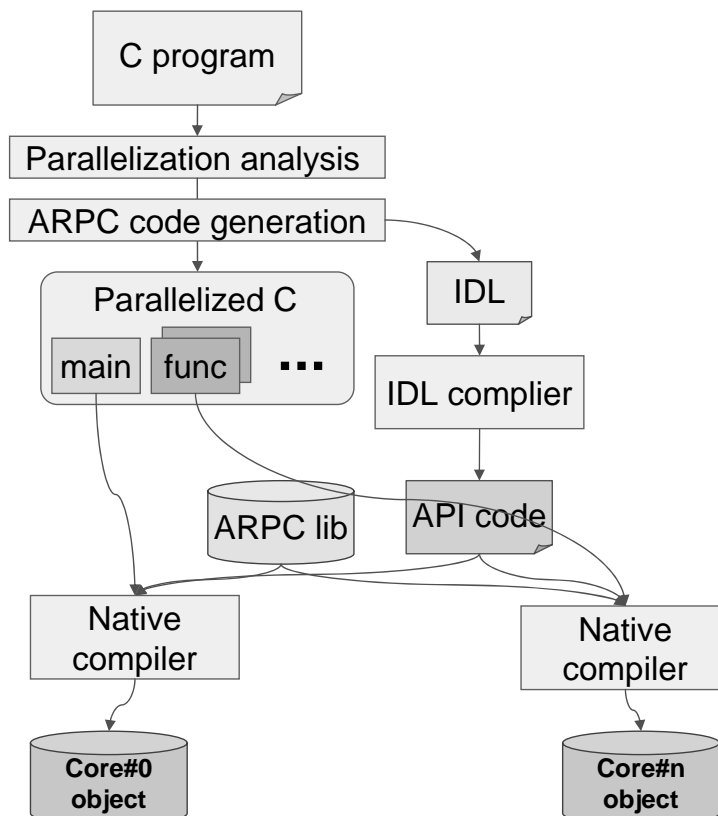 C program
Parallelization analysis
ARPC code generation
Parallelized C
IDL
main
func
...
IDL complier
ARPC lib
API code
Native
compiler
Native
compiler
Core#0
object
Core#n
object